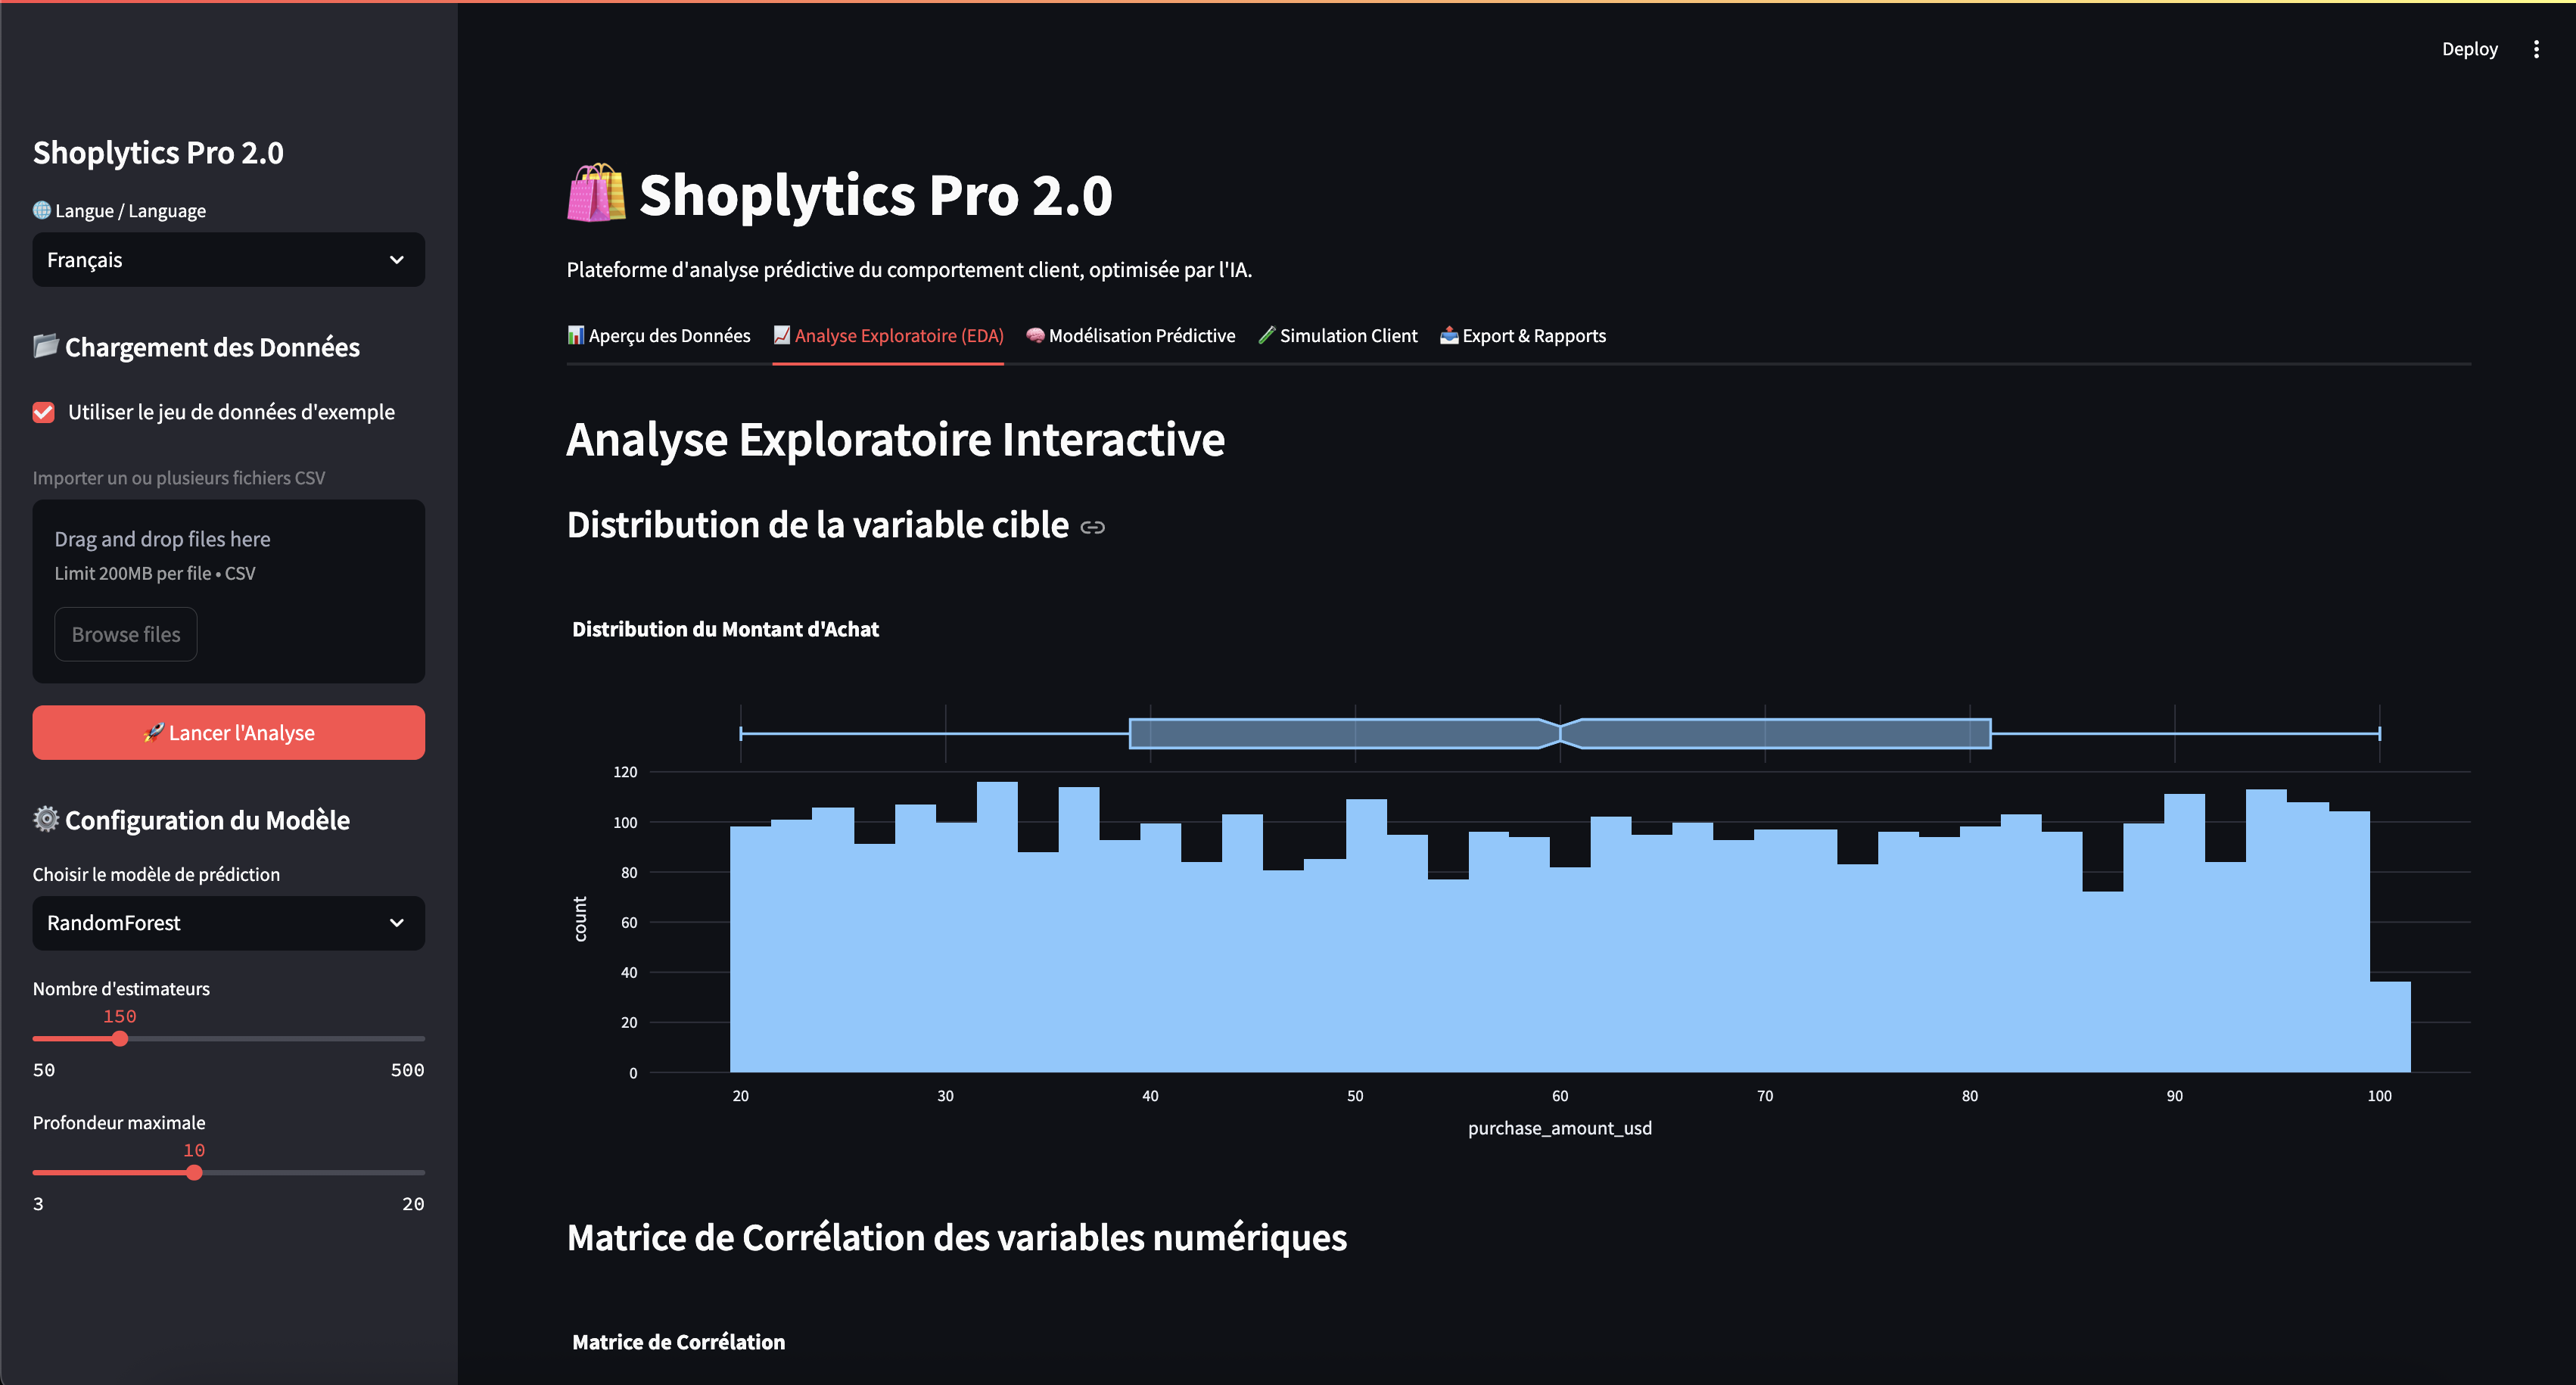 Deploy
Shoplytics Pro 2.0
Langue / Language
Français
Chargement des Données
Utiliser le jeu de données d'exemple
Importer un ou plusieurs fichiers CSV
Drag and drop files here
Limit 200MB per file • CSV
Browse files
Lancer l'Analyse
Configuration du Modèle
Choisir le modèle de prédiction
RandomForest
Nombre d'estimateurs
150
50 500
Profondeur maximale
10
3 20
Shoplytics Pro 2.0
Plateforme d'analyse prédictive du comportement client, optimisée par l'IA.
Aperçu des Données Analyse Exploratoire (EDA) Modélisation Prédictive Simulation Client Export & Rapports
Analyse Exploratoire Interactive
Distribution de la variable cible
Distribution du Montant d'Achat
120
100
80
60
40
20
0
count
20 30 40 50 60 70 80 90 100
purchase_amount_usd
Matrice de Corrélation des variables numériques
Matrice de Corrélation